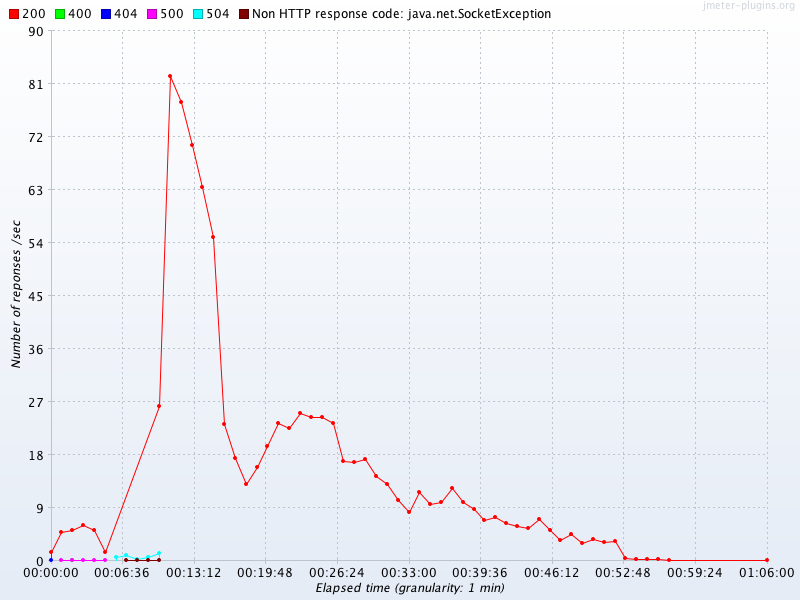 200 400 404 500 504 Non HTTP response code: java.net.SocketException
jmeter-plugins.org
Number of reponses /sec
90
81
72
63
54
45
36
27
18
9
0
00:00:00 00:06:36 00:13:12 00:19:48 00:26:24 00:33:00 00:39:36 00:46:12 00:52:48 00:59:24 01:06:00
Elapsed time (granularity: 1 min)